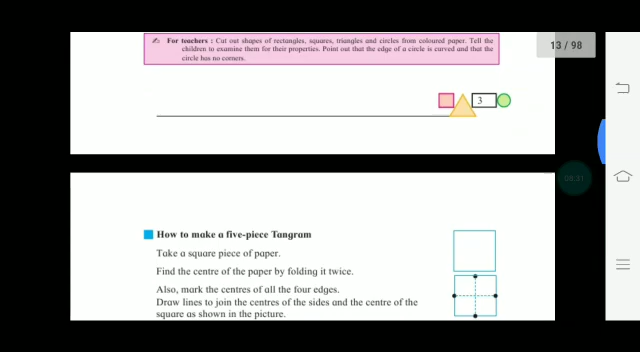 For teachers : Cut out shapes of rectangles, squares, triangles and circles from coloured paper. Tell the
children to examine them for their properties. Point out that the edge of a circle is curved and that the
circle has no corners.
13 / 98
3
08:31
How to make a five-piece Tangram
Take a square piece of paper.
Find the centre of the paper by folding it twice.
Also, mark the centres of all the four edges.
Draw lines to join the centres of the sides and the centre of the
square as shown in the picture.